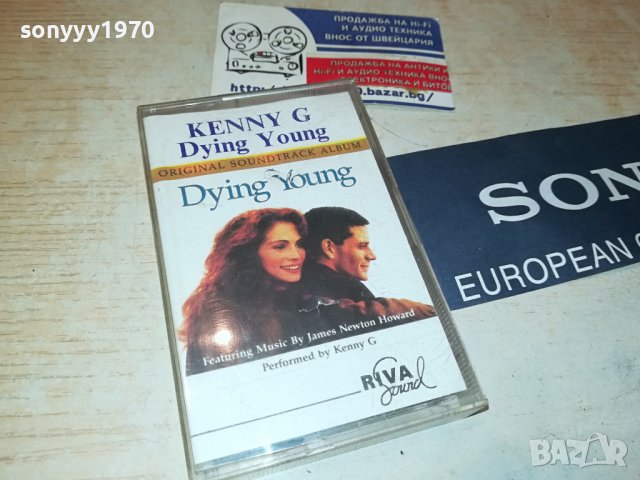 sonyyy1970
ПРОДАЖБА НА Hi-Fi
И АУДИО ТЕХНИКА
ВНОС ОТ ШВЕЙЦАРИЯ
ПРОДАЖБА НА АНТИКИ
Hi-Fi И АУДИО ТЕХНИКА ВНОС
И БИТОВ
0.bazar.bg/
KENNY G
Dying Young
ORIGINAL SOUNDTRACK ALBUM
Dying Young
Featuring Music By James Newton Howard
Performed by Kenny G
RIVA
Sound
SON
EUROPEAN
BAZAR